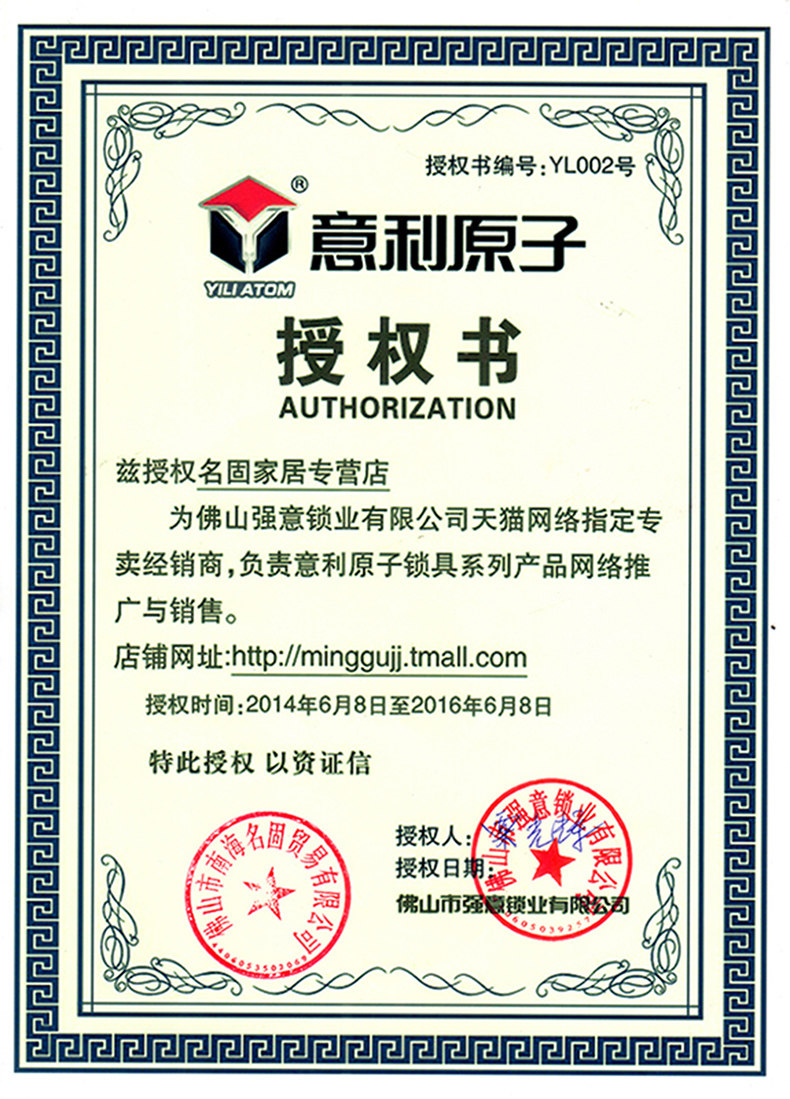 授权书编号:YL002号
®
意利原子
YILI ATOM
授权书
AUTHORIZATION
兹授权名固家居专营店
为佛山强意锁业有限公司天猫网络指定专
卖经销商,负责意利原子锁具系列产品网络推
广与销售。
店铺网址:http://minggujj.tmall.com
授权时间:2014年6月8日至2016年6月8日
特此授权 以资证信
佛山市南海名固贸易有限公司
授权人:
授权日期:
佛山市强意锁业有限公司
佛山市强意锁业有限公司